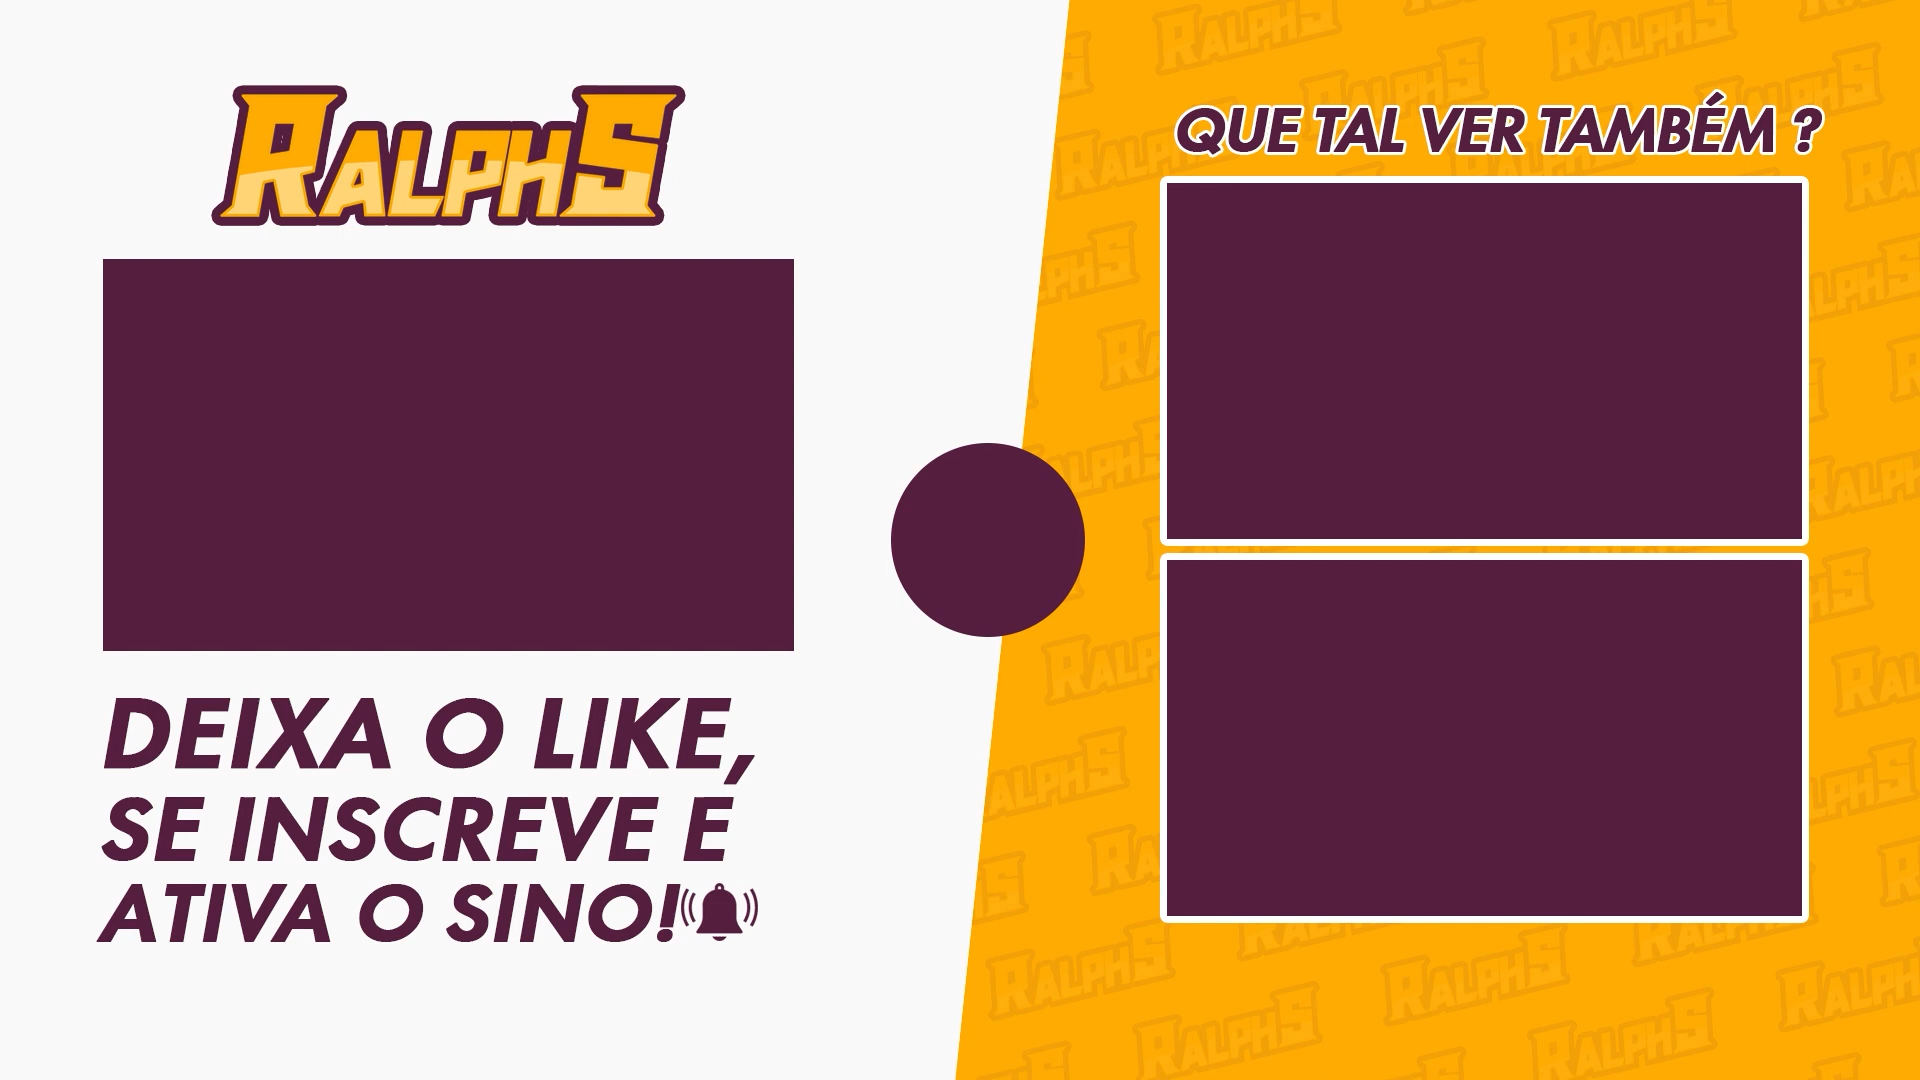 RALPHS
DEIXA O LIKE,
SE INSCREVE E
ATIVA O SINO!
QUE TAL VER TAMBÉM ?